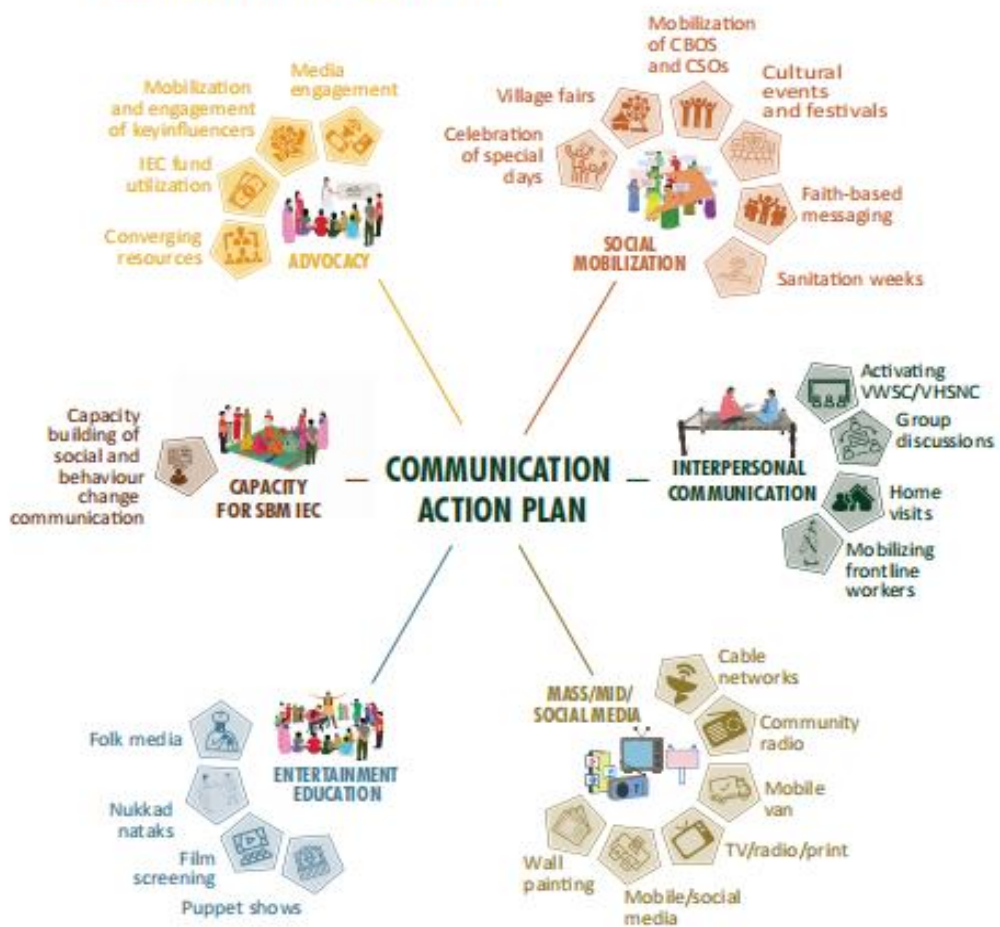 Media
engagement
Mobilization
and engagement
of keyinfluencers
IEC fund
utilization
Converging
resources
ADVOCACY
Mobilization
of CBOS
and CSOs
Cultural
events
and festivals
Village fairs
Celebration
of special
days
Faith-based
messaging
Sanitation weeks
SOCIAL
MOBILIZATION
Capacity
building of
social and
behaviour
change
communication
CAPACITY
FOR SBM IEC
COMMUNICATION
ACTION PLAN
INTERPERSONAL
COMMUNICATION
Activating
VWSC/VHSNC
Group
discussions
Home
visits
Mobilizing
frontline
workers
Folk media
Nukkad
nataks
Film
screening
Puppet shows
ENTERTAINMENT
EDUCATION
MASS/MID/
SOCIAL MEDIA
Cable
networks
Community
radio
Mobile
van
TV/radio/print
Mobile/social
media
Wall
painting